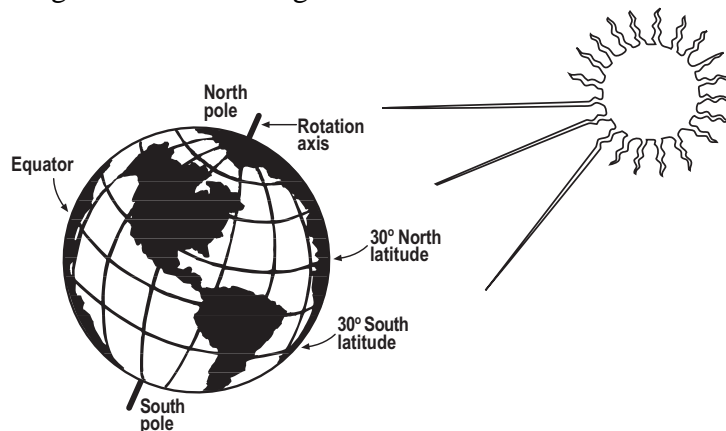 North
pole
Rotation
axis
Equator
30º North
latitude
30º South
latitude
South
pole